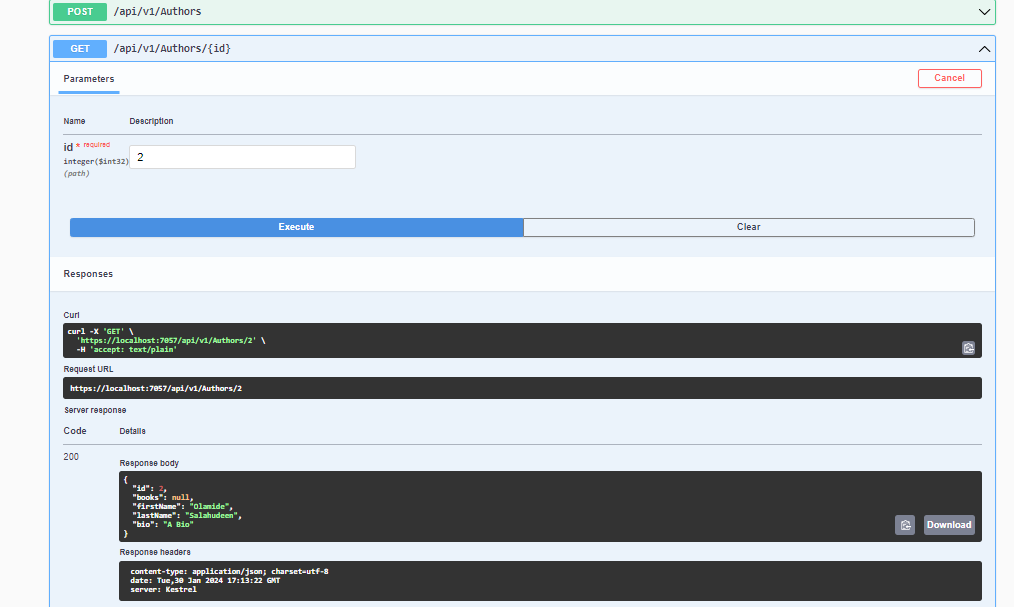 POST /api/v1/Authors
GET /api/v1/Authors/{id}
Parameters
Cancel
Name Description
id * required
integer($int32)
(path)
2
Execute Clear
Responses
Curl
curl -X 'GET' \
'https://localhost:7057/api/v1/Authors/2' \
-H 'accept: text/plain'
Request URL
https://localhost:7057/api/v1/Authors/2
Server response
Code Details
200
Response body
{
"id": 2,
"books": null,
"firstName": "Olamide",
"lastName": "Salahudeen",
"bio": "A Bio"
}
Download
Response headers
content-type: application/json; charset=utf-8
date: Tue,30 Jan 2024 17:13:22 GMT
server: Kestrel